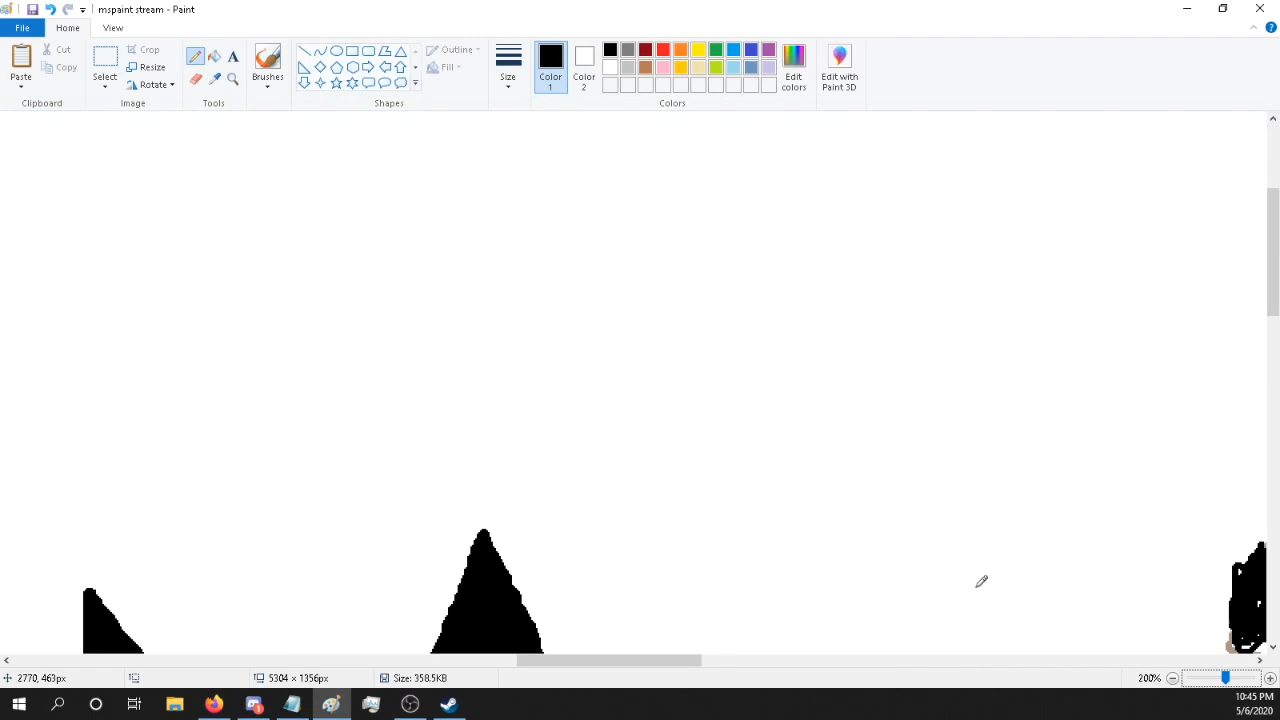 mspaint stream - Paint
File Home View
Paste Cut Copy Clipboard
Select Crop Resize Rotate Image
Tools
Brushes
Shapes Outline Fill
Size
Color 1
Color 2
Colors
Edit colors
Edit with Paint 3D
2770, 463px 5304 × 1356px Size: 358.5KB 200%
10:45 PM
5/6/2020